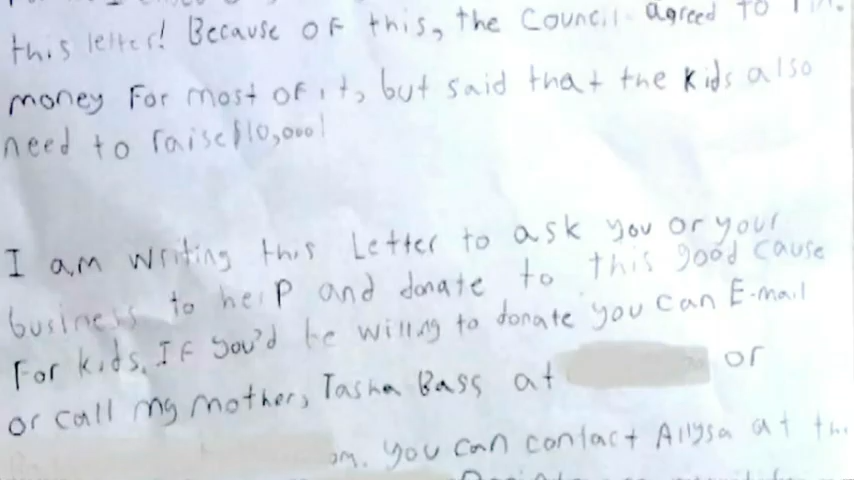 this letter! Because OF this, the Council agreed to
money For most of it, but said that the kids also
need to raise $10,000!
I am writing this Letter to ask you or your
business to help and donate to this good cause
For kids. IF you'd be willing to donate you can E-mail
or call my mother, Tasha Bass at or
om. you can contact Allysa at